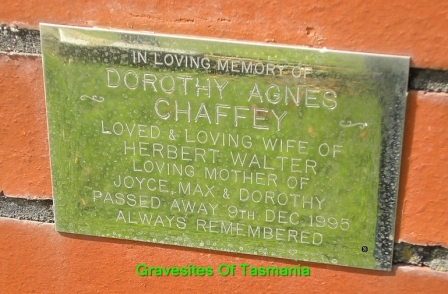 IN LOVING MEMORY OF
DOROTHY AGNES
CHAFFEY
LOVED & LOVING WIFE OF
HERBERT WALTER
LOVING MOTHER OF
JOYCE, MAX & DOROTHY
PASSED AWAY 9TH DEC 1995
ALWAYS REMEMBERED
Gravesites Of Tasmania